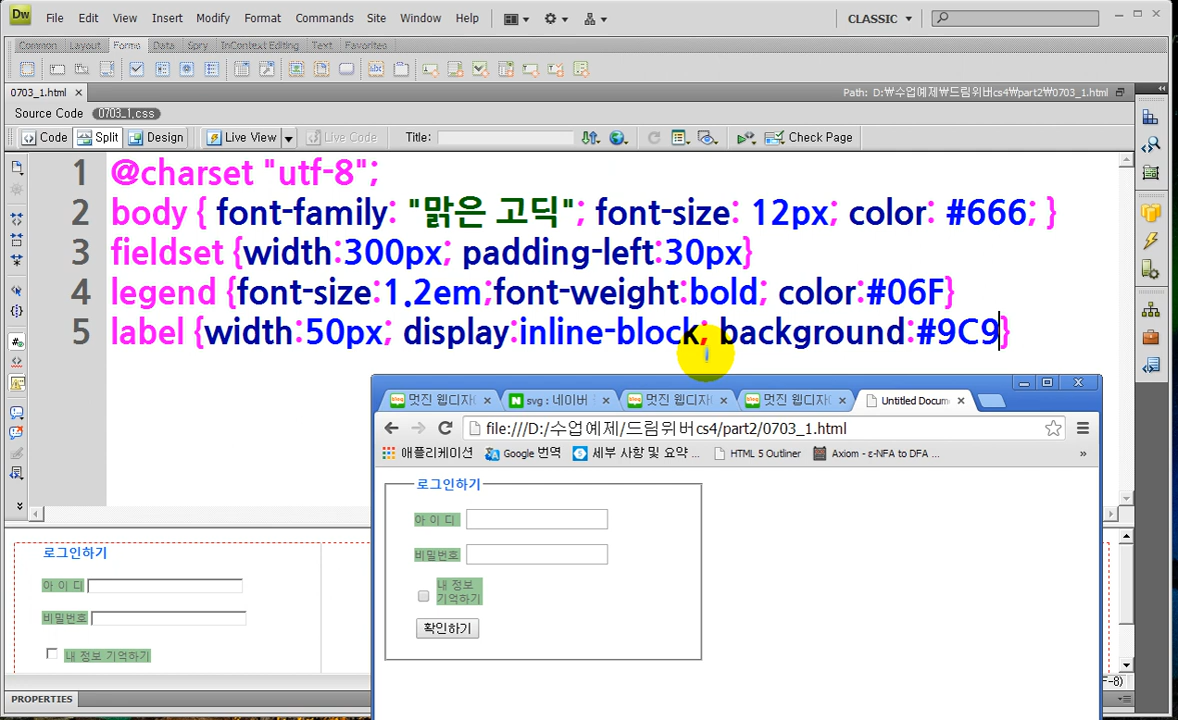 Dw File Edit View Insert Modify Format Commands Site Window Help CLASSIC
Common Layout Forms Data Spry InContext Editing Text Favorites
0703_1.html Path: D:₩수업예제₩드림위버cs4₩part2₩0703_1.html
Source Code 0703_1.css
Code Split Design Live View Live Code Title: Check Page
1 @charset "utf-8";
2 body { font-family: "맑은 고딕"; font-size: 12px; color: #666; }
3 fieldset {width:300px; padding-left:30px}
4 legend {font-size:1.2em;font-weight:bold; color:#06F}
5 label {width:50px; display:inline-block; background:#9C9}
멋진 웹디자이 svg : 네이버 멋진 웹디자이 멋진 웹디자이 Untitled Docum
file:///D:/수업예제/드림위버cs4/part2/0703_1.html
애플리케이션 Google 번역 세부 사항 및 요약 ... HTML 5 Outliner Axiom - ε-NFA to DFA ... »
로그인하기
아 이 디
비밀번호
내 정보
기억하기
확인하기
로그인하기
아 이 디
비밀번호
내 정보 기억하기
PROPERTIES